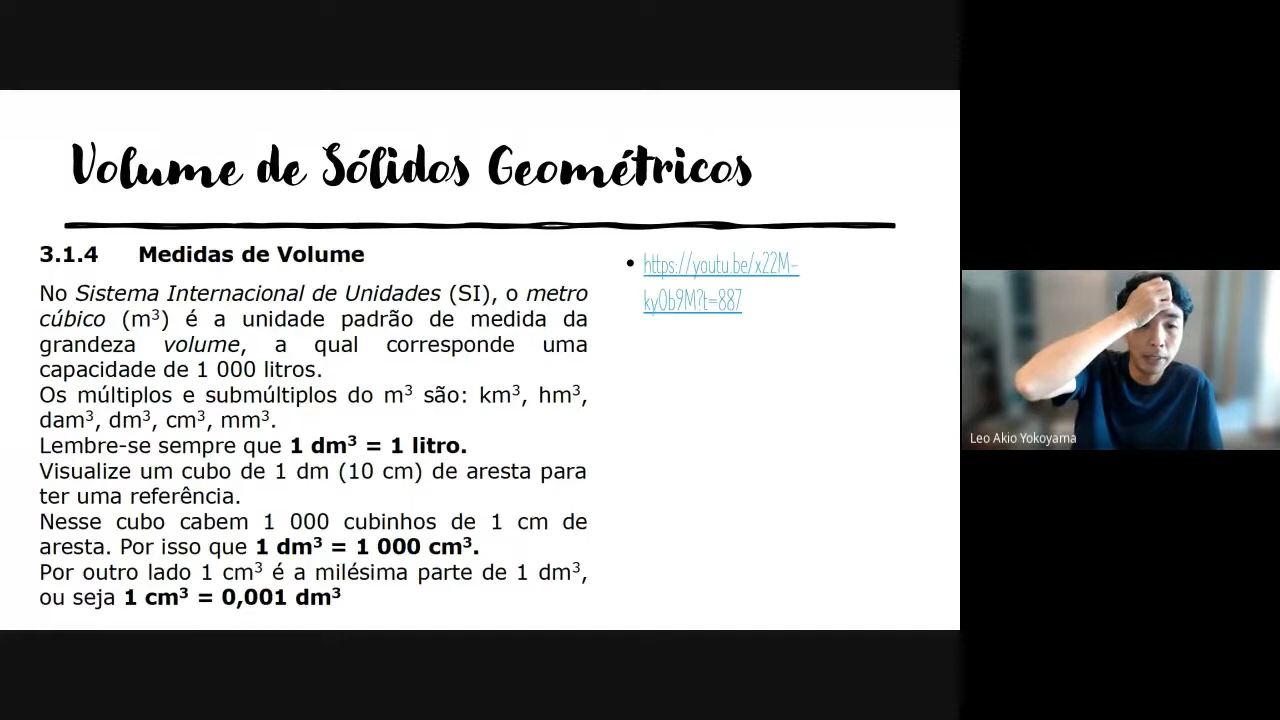 Volume de Sólidos Geométricos
3.1.4 Medidas de Volume
No Sistema Internacional de Unidades (SI), o metro
cúbico (m³) é a unidade padrão de medida da
grandeza volume, a qual corresponde uma
capacidade de 1 000 litros.
Os múltiplos e submúltiplos do m³ são: km³, hm³,
dam³, dm³, cm³, mm³.
Lembre-se sempre que 1 dm³ = 1 litro.
Visualize um cubo de 1 dm (10 cm) de aresta para
ter uma referência.
Nesse cubo cabem 1 000 cubinhos de 1 cm de
aresta. Por isso que 1 dm³ = 1 000 cm³.
Por outro lado 1 cm³ é a milésima parte de 1 dm³,
ou seja 1 cm³ = 0,001 dm³
• https://youtu.be/x22M-
ky0b9M?t=887
Leo Akio Yokoyama